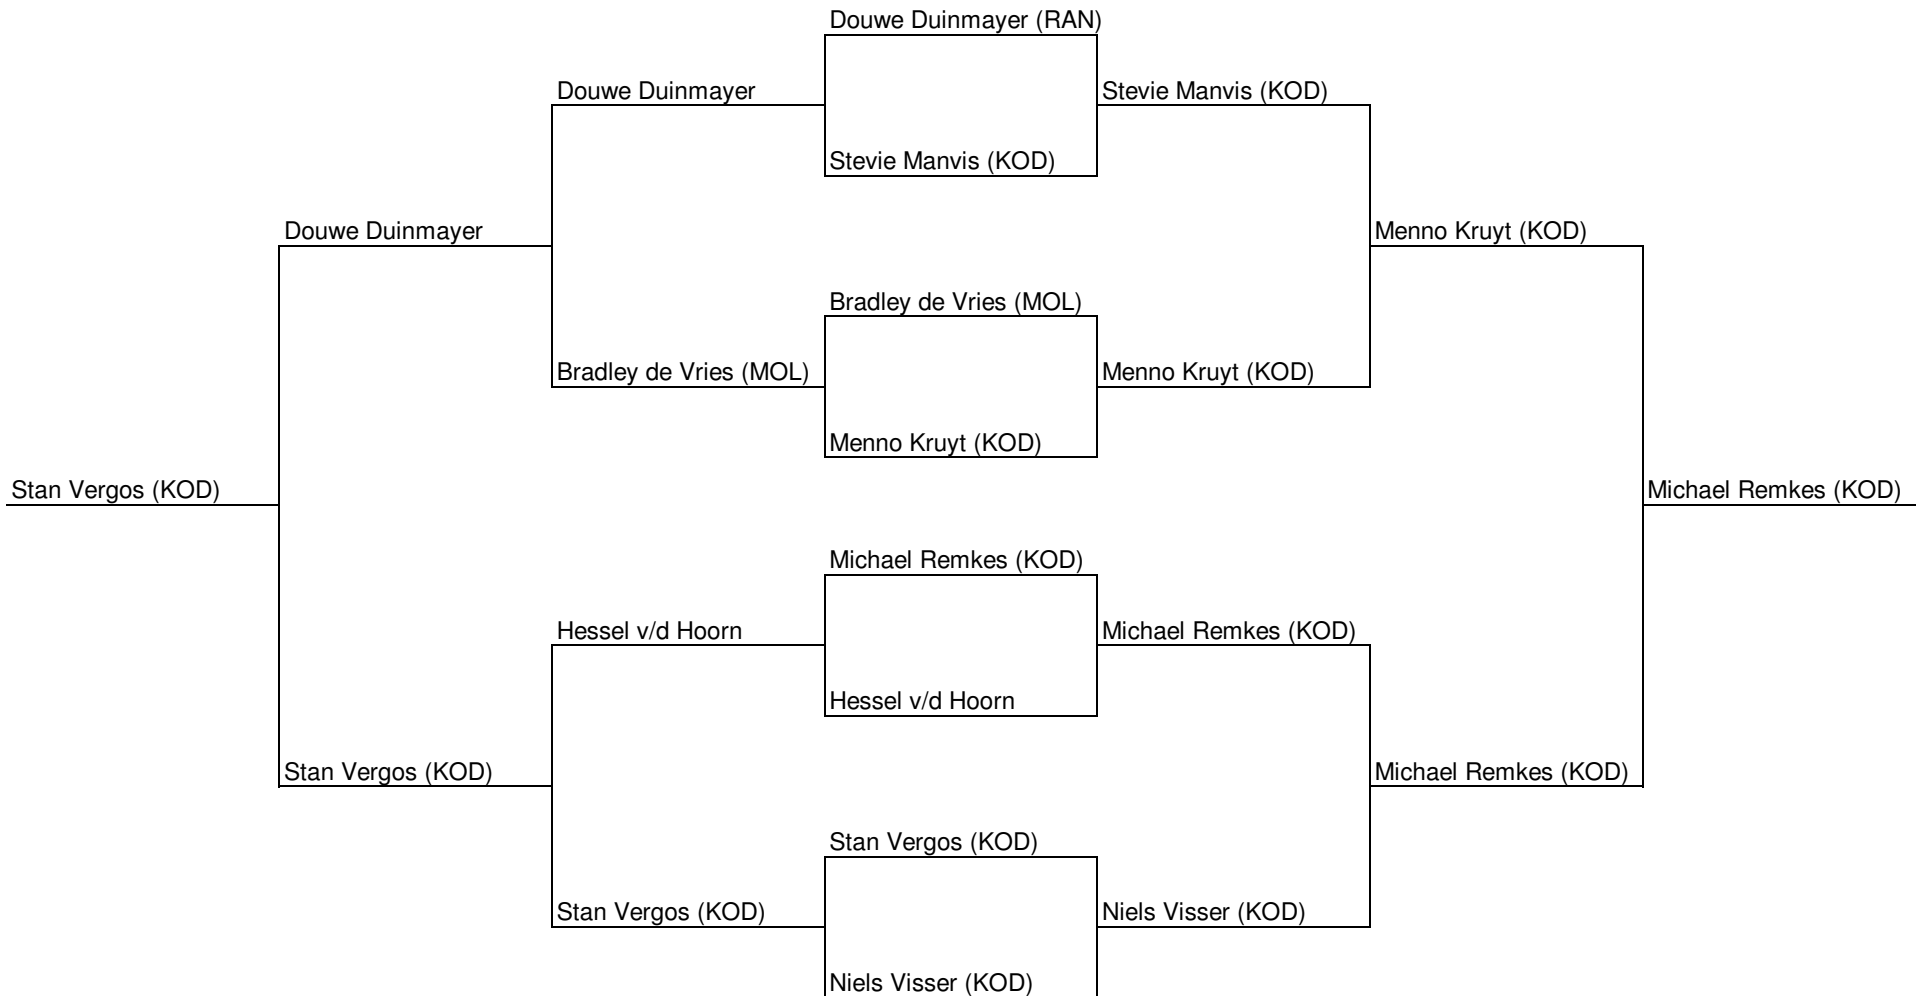 Douwe Duinmayer (RAN)
Douwe Duinmayer
Stevie Manvis (KOD)
Stevie Manvis (KOD)
Douwe Duinmayer
Menno Kruyt (KOD)
Bradley de Vries (MOL)
Bradley de Vries (MOL)
Menno Kruyt (KOD)
Menno Kruyt (KOD)
Stan Vergos (KOD)
Michael Remkes (KOD)
Michael Remkes (KOD)
Hessel v/d Hoorn
Michael Remkes (KOD)
Hessel v/d Hoorn
Stan Vergos (KOD)
Michael Remkes (KOD)
Stan Vergos (KOD)
Stan Vergos (KOD)
Niels Visser (KOD)
Niels Visser (KOD)